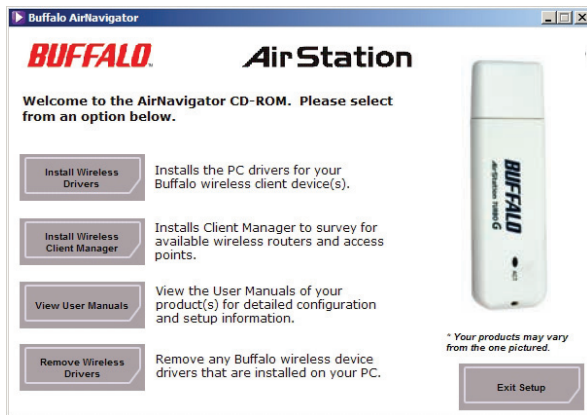 Buffalo AirNavigator
BUFFALO
AirStation
Welcome to the AirNavigator CD-ROM. Please select
from an option below.
Install Wireless
Drivers
Installs the PC drivers for your
Buffalo wireless client device(s).
Install Wireless
Client Manager
Installs Client Manager to survey for
available wireless routers and access
points.
View User Manuals
View the User Manuals of your
product(s) for detailed configuration
and setup information.
Remove Wireless
Drivers
Remove any Buffalo wireless device
drivers that are installed on your PC.
BUFFALO
AirStation TURBO G
ACT
* Your products may vary
from the one pictured.
Exit Setup